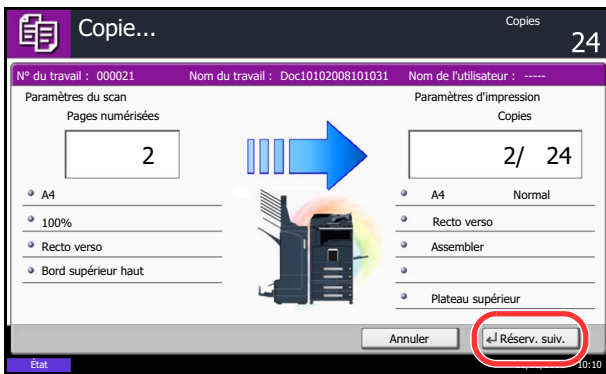 Copie...
Copies
24
N° du travail : 000021 Nom du travail : Doc10102008101031 Nom de l'utilisateur : -----
Paramètres du scan
Pages numérisées
2
A4
100%
Recto verso
Bord supérieur haut
Paramètres d'impression
Copies
2/ 24
A4 Normal
Recto verso
Assembler
Plateau supérieur
Annuler
Réserv. suiv.
État
10:10